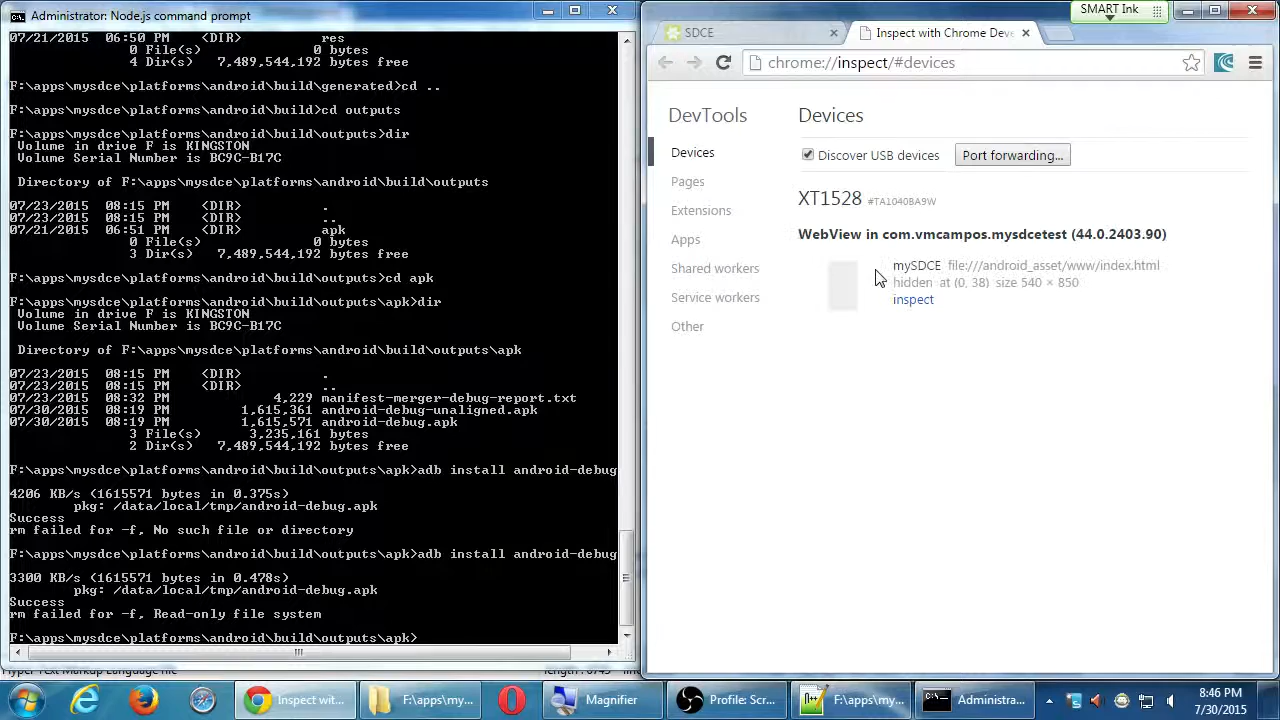 Administrator: Node.js command prompt
07/21/2015  06:50 PM    <DIR>          res
0 File(s)              0 bytes
4 Dir(s)   7,489,544,192 bytes free
F:\apps\mysdce\platforms\android\build\generated>cd ..
F:\apps\mysdce\platforms\android\build>cd outputs
F:\apps\mysdce\platforms\android\build\outputs>dir
Volume in drive F is KINGSTON
Volume Serial Number is BC9C-B17C
Directory of F:\apps\mysdce\platforms\android\build\outputs
07/23/2015  08:15 PM    <DIR>          .
07/23/2015  08:15 PM    <DIR>          ..
07/21/2015  06:51 PM    <DIR>          apk
0 File(s)              0 bytes
3 Dir(s)   7,489,544,192 bytes free
F:\apps\mysdce\platforms\android\build\outputs>cd apk
F:\apps\mysdce\platforms\android\build\outputs\apk>dir
Volume in drive F is KINGSTON
Volume Serial Number is BC9C-B17C
Directory of F:\apps\mysdce\platforms\android\build\outputs\apk
07/23/2015  08:15 PM    <DIR>          .
07/23/2015  08:15 PM    <DIR>          ..
07/23/2015  08:32 PM             4,229 manifest-merger-debug-report.txt
07/30/2015  08:19 PM         1,615,361 android-debug-unaligned.apk
07/30/2015  08:19 PM         1,615,571 android-debug.apk
3 File(s)      3,235,161 bytes
2 Dir(s)   7,489,544,192 bytes free
F:\apps\mysdce\platforms\android\build\outputs\apk>adb install android-debug
4206 KB/s (1615571 bytes in 0.375s)
pkg: /data/local/tmp/android-debug.apk
Success
rm failed for -f, No such file or directory
F:\apps\mysdce\platforms\android\build\outputs\apk>adb install android-debug
3300 KB/s (1615571 bytes in 0.478s)
pkg: /data/local/tmp/android-debug.apk
Success
rm failed for -f, Read-only file system
F:\apps\mysdce\platforms\android\build\outputs\apk>
SMART Ink
SDCE
Inspect with Chrome Deve
chrome://inspect/#devices
DevTools
Devices
Pages
Extensions
Apps
Shared workers
Service workers
Other
Devices
Discover USB devices
Port forwarding...
XT1528 #TA1040BA9W
WebView in com.vmcampos.mysdcetest (44.0.2403.90)
mySDCE file:///android_asset/www/index.html
hidden at (0, 38) size 540 × 850
inspect
Inspect wit...
F:\apps\my...
Magnifier
Profile: Scr...
F:\apps\my...
Administra...
8:46 PM
7/30/2015